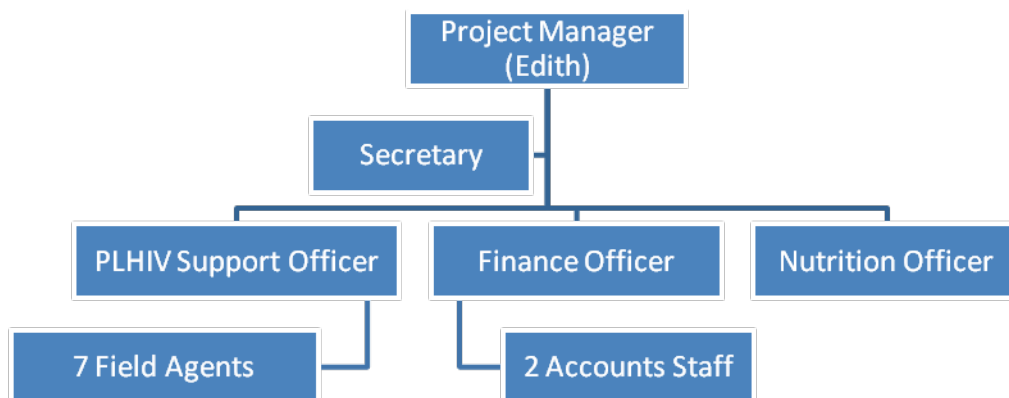 Project Manager
(Edith)
Secretary
PLHIV Support Officer
Finance Officer
Nutrition Officer
7 Field Agents
2 Accounts Staff